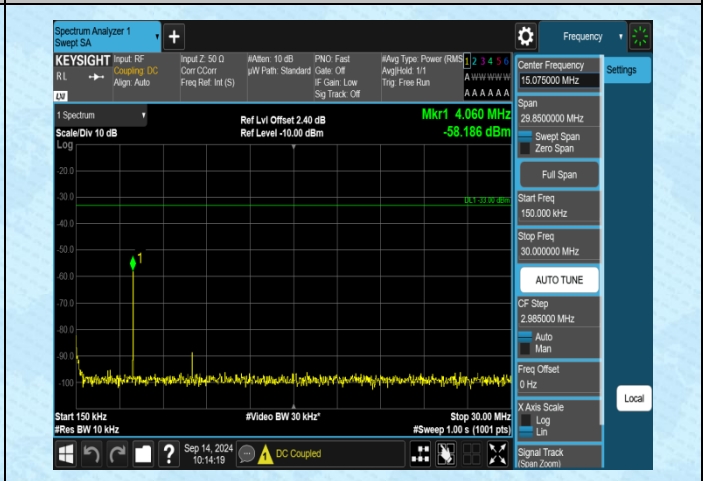 Spectrum Analyzer 1
Swept SA
+
Frequency
KEYSIGHT
RL
LXI
Input: RF
Coupling: DC
Align: Auto
Input Z: 50 Ω
Corr CCorr
Freq Ref: Int (S)
#Atten: 10 dB
µW Path: Standard
PNO: Fast
Gate: Off
IF Gain: Low
Sig Track: Off
#Avg Type: Power (RMS
Avg|Hold: 1/1
Trig: Free Run
1 2 3 4 5 6
A W W W W W
A A A A A A
1 Spectrum
Scale/Div 10 dB
Log
Ref Lvl Offset 2.40 dB
Ref Level -10.00 dBm
Mkr1 4.060 MHz
-58.186 dBm
-20.0
-30.0
DL1 -33.00 dBm
-40.0
-50.0
1
-60.0
-70.0
-80.0
-90.0
-100
Start 150 kHz
#Res BW 10 kHz
#Video BW 30 kHz*
Stop 30.00 MHz
#Sweep 1.00 s (1001 pts)
Center Frequency
15.075000 MHz
Settings
Span
29.8500000 MHz
Swept Span
Zero Span
Full Span
Start Freq
150.000 kHz
Stop Freq
30.000000 MHz
AUTO TUNE
CF Step
2.985000 MHz
Auto
Man
Freq Offset
0 Hz
Local
X Axis Scale
Log
Lin
Signal Track
(Span Zoom)
?
Sep 14, 2024
10:14:19
DC Coupled